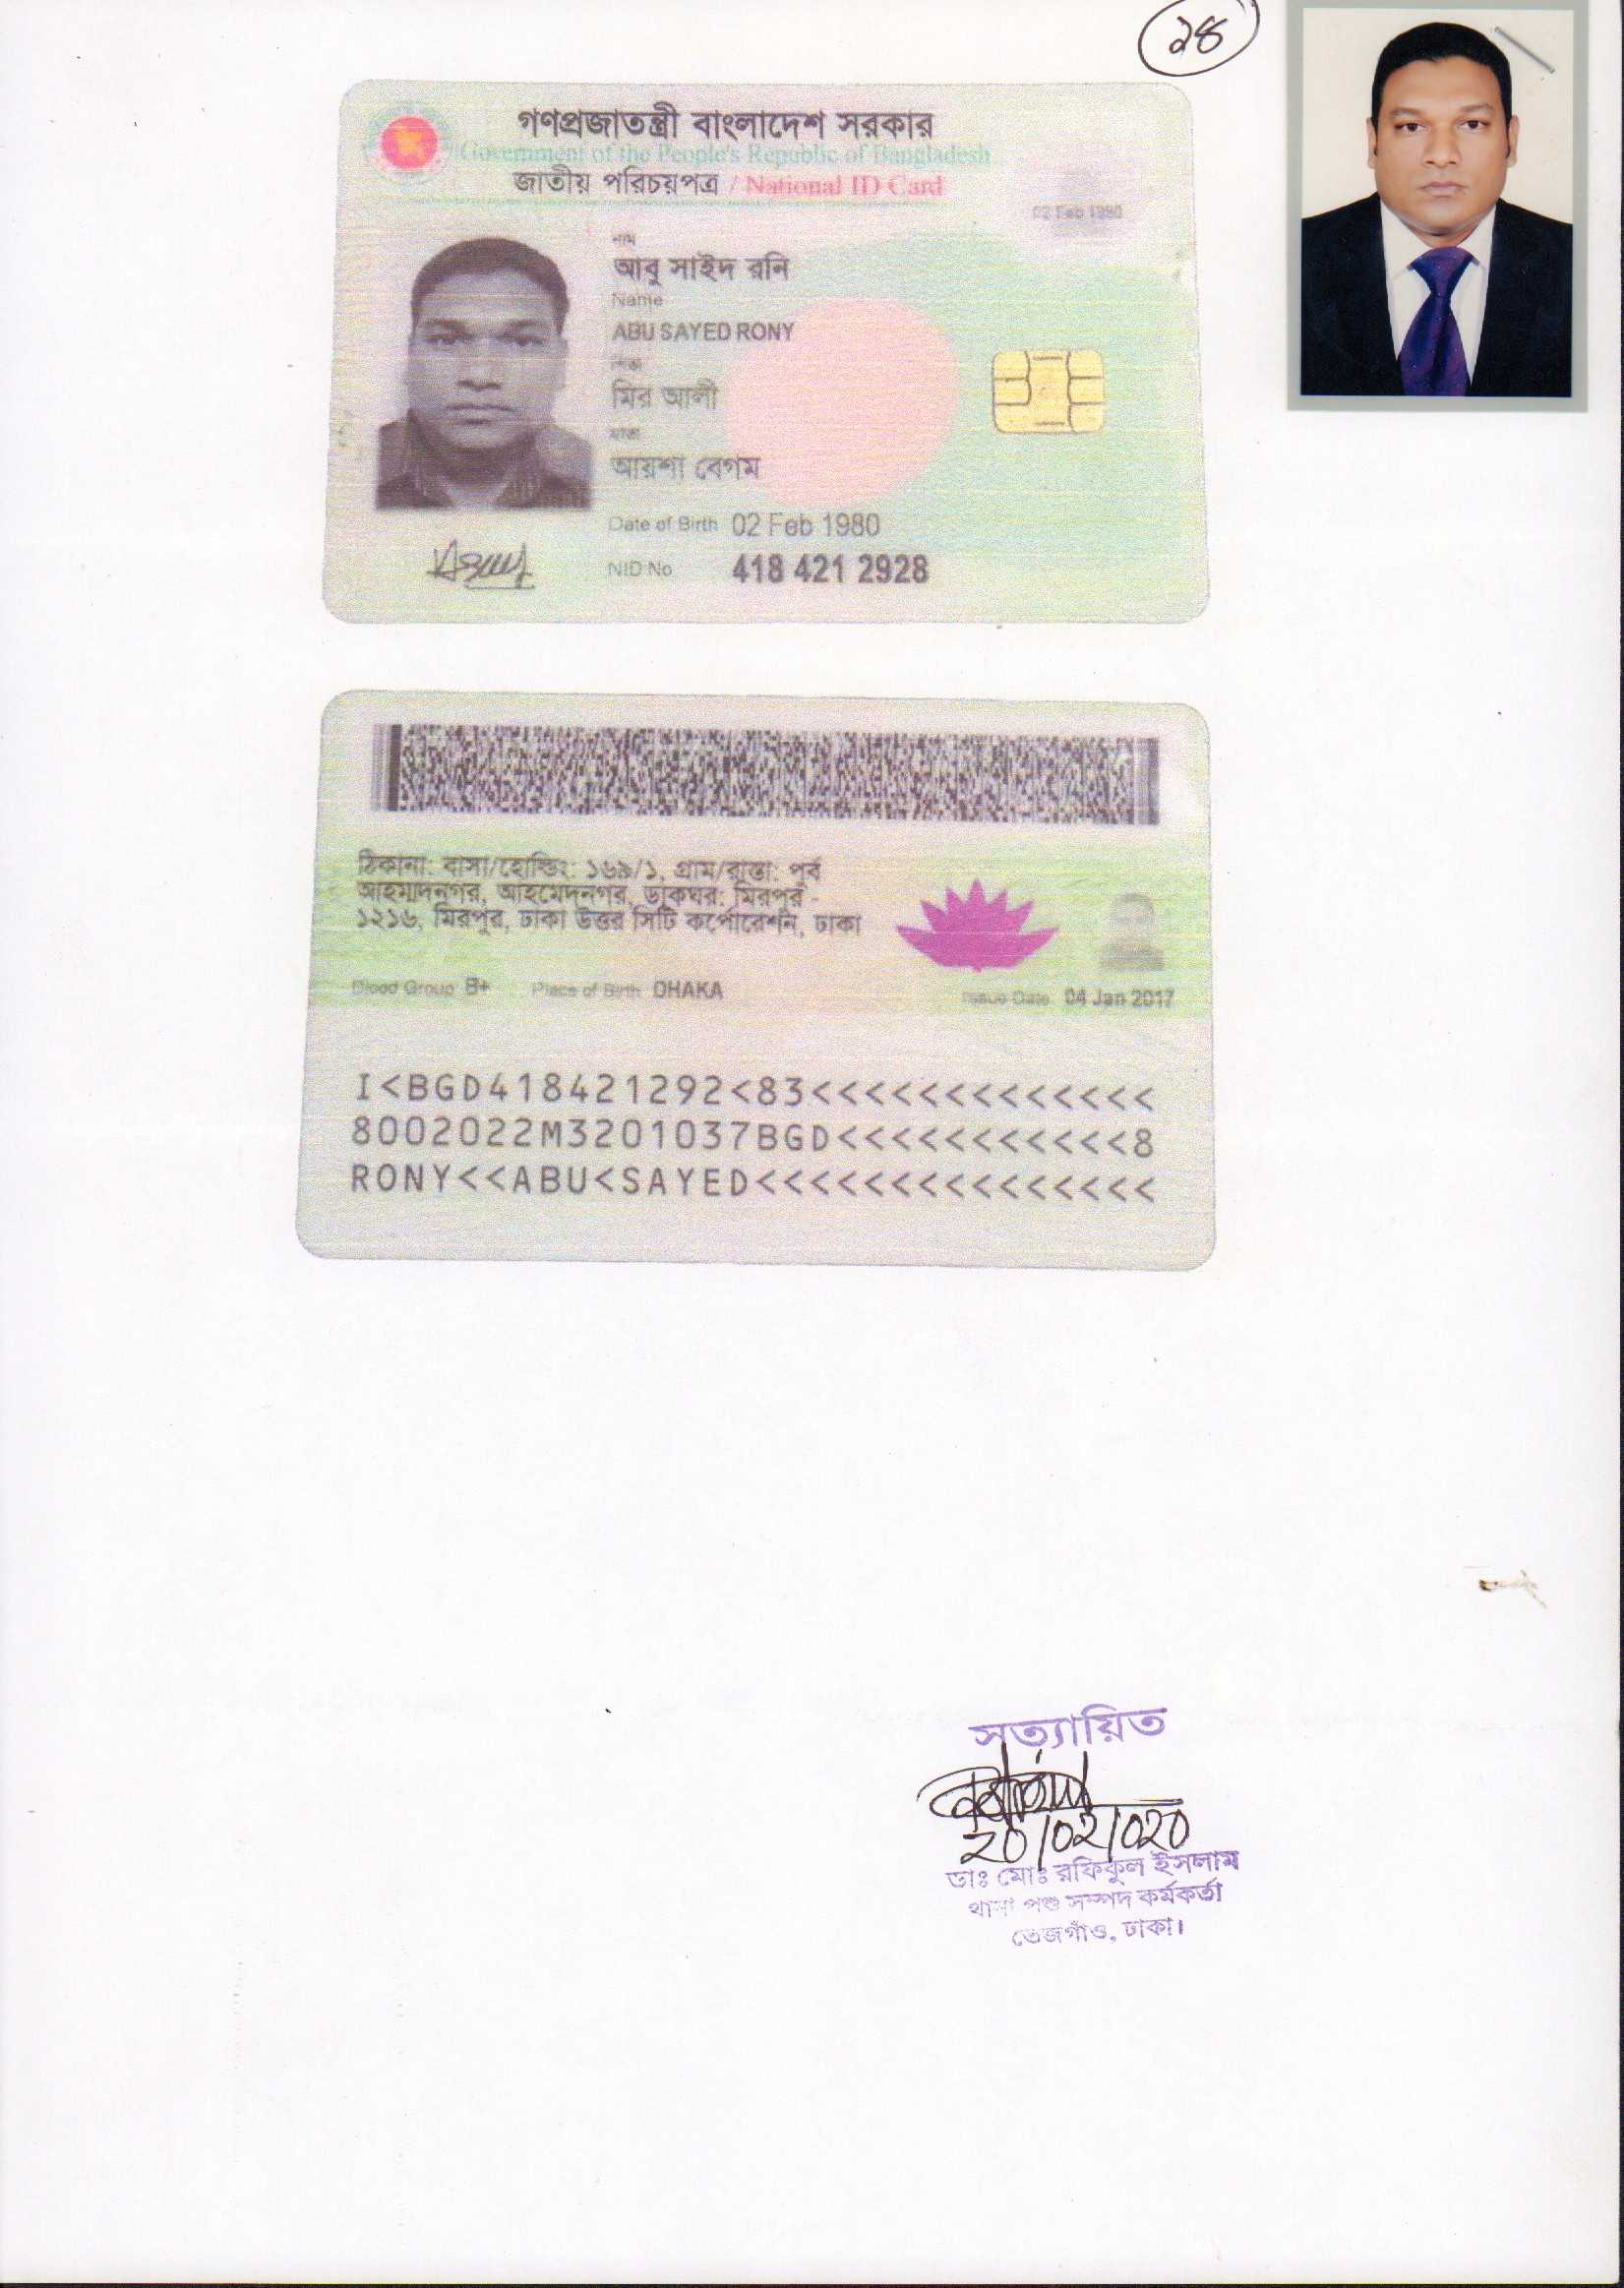 ২৪
গণপ্রজাতন্ত্রী বাংলাদেশ সরকার
Government of the People's Republic of Bangladesh
জাতীয় পরিচয়পত্র / National ID Card
02 Feb 1980
নাম
আবু সাইদ রনি
Name
ABU SAYED RONY
পিতা
মির আলী
মাতা
আয়শা বেগম
Date of Birth 02 Feb 1980
NID No 418 421 2928
ঠিকানা: বাসা/হোল্ডিং: ১৬৯/১, গ্রাম/রাস্তা: পূর্ব
আহম্মদনগর, আহমেদনগর, ডাকঘর: মিরপুর -
১২১৬, মিরপুর, ঢাকা উত্তর সিটি কর্পোরেশন, ঢাকা
Blood Group B+ Place of Birth DHAKA Issue Date 04 Jan 2017
I<BGD418421292<83<<<<<<<<<<<<<
8002022M3201037BGD<<<<<<<<<<<8
RONY<<ABU<SAYED<<<<<<<<<<<<<<<
সত্যায়িত
20/02/020
ডাঃ মোঃ রফিকুল ইসলাম
থানা পশু সম্পদ কর্মকর্তা
তেজগাঁও, ঢাকা।